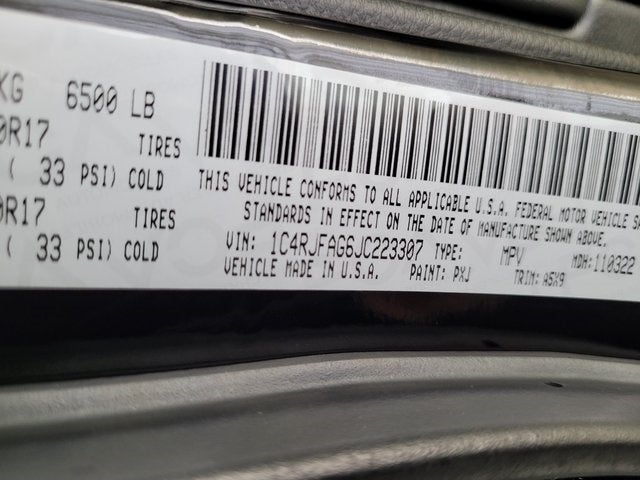 KG 6500 LB
0R17 TIRES
( 33 PSI) COLD
0R17 TIRES
( 33 PSI) COLD
THIS VEHICLE CONFORMS TO ALL APPLICABLE U.S.A. FEDERAL MOTOR VEHICLE SA
STANDARDS IN EFFECT ON THE DATE OF MANUFACTURE SHOWN ABOVE.
VIN: 1C4RJFAG6JC223307 TYPE: MPV MDH:110322
VEHICLE MADE IN U.S.A. PAINT: PXJ TRIM: A5X9